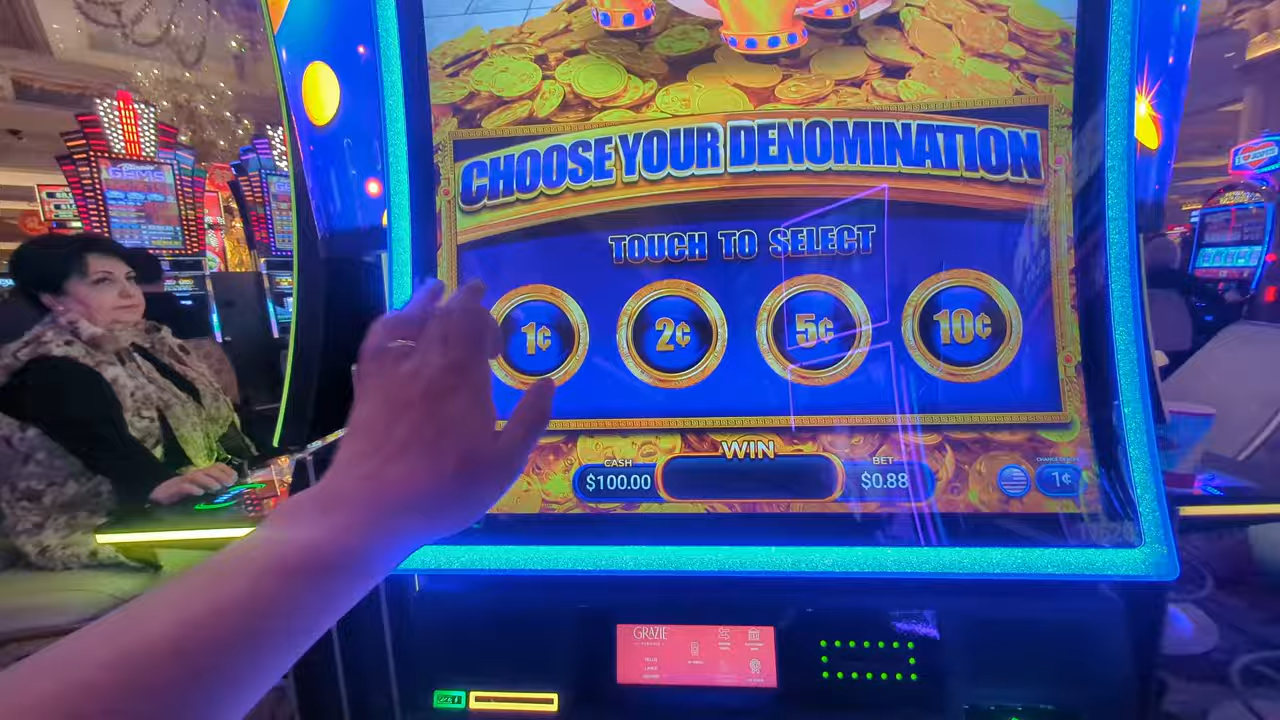 CHOOSE YOUR DENOMINATION
TOUCH TO SELECT
1¢ 2¢ 5¢ 10¢
WIN
CASH
$100.00
BET
$0.88
1¢
GRAZIE
GEMS